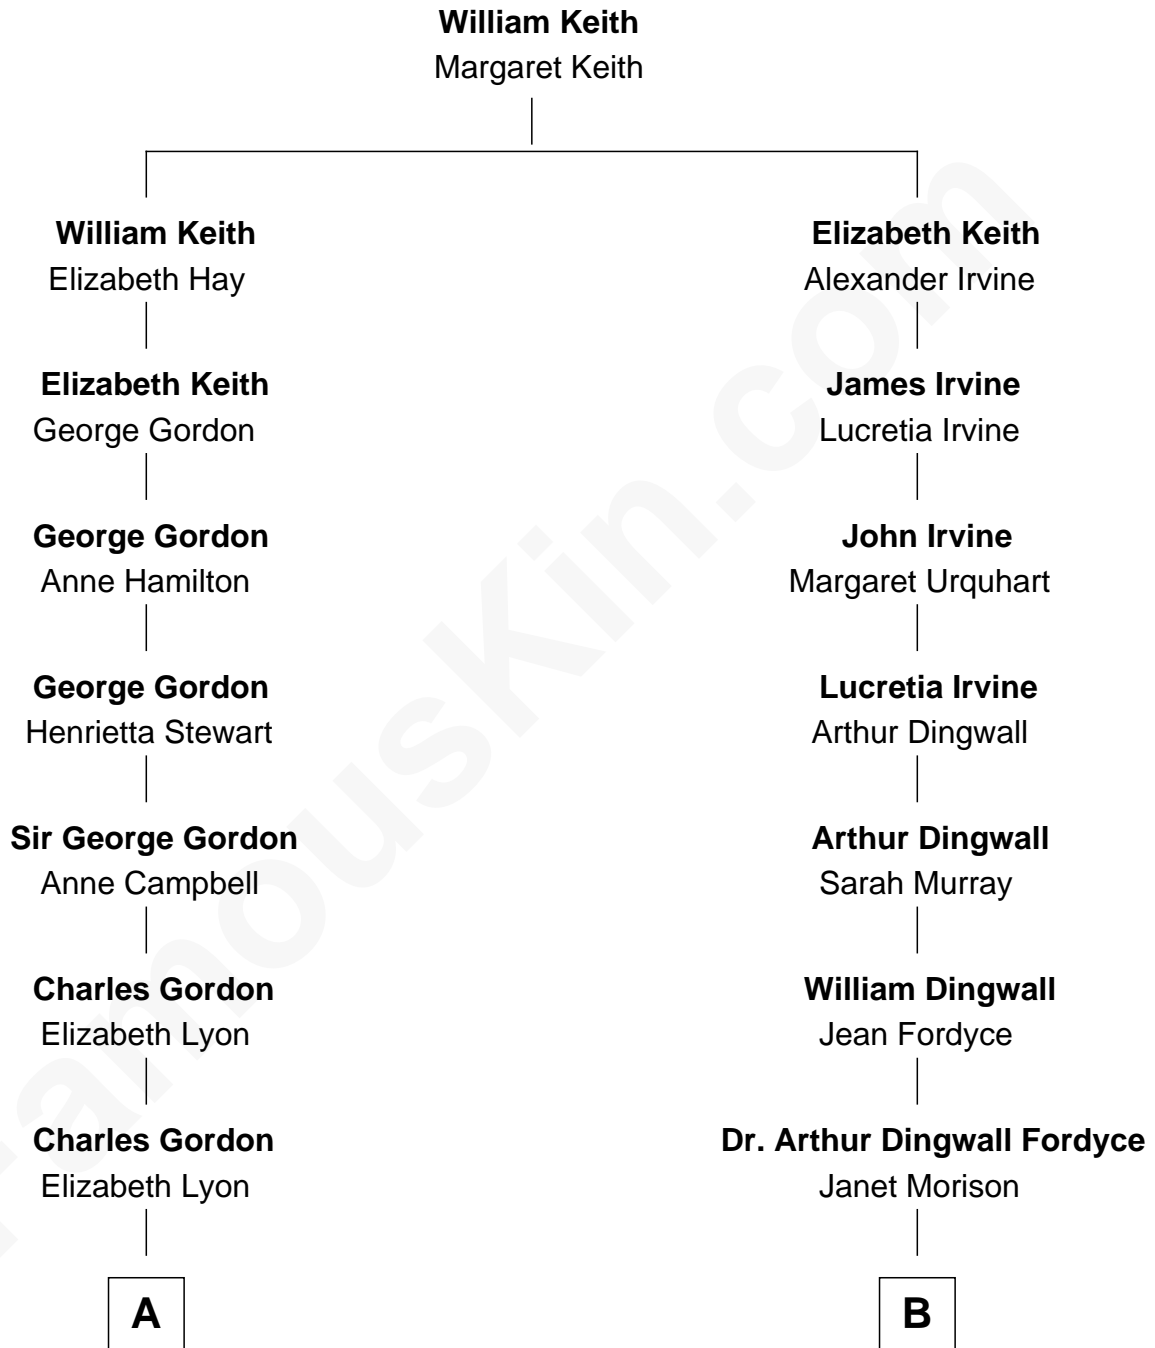 William Keith
Margaret Keith
William Keith
Elizabeth Hay
Elizabeth Keith
George Gordon
George Gordon
Anne Hamilton
George Gordon
Henrietta Stewart
Sir George Gordon
Anne Campbell
Charles Gordon
Elizabeth Lyon
Charles Gordon
Elizabeth Lyon
A
Elizabeth Keith
Alexander Irvine
James Irvine
Lucretia Irvine
John Irvine
Margaret Urquhart
Lucretia Irvine
Arthur Dingwall
Arthur Dingwall
Sarah Murray
William Dingwall
Jean Fordyce
Dr. Arthur Dingwall Fordyce
Janet Morison
B
FamousKin.com